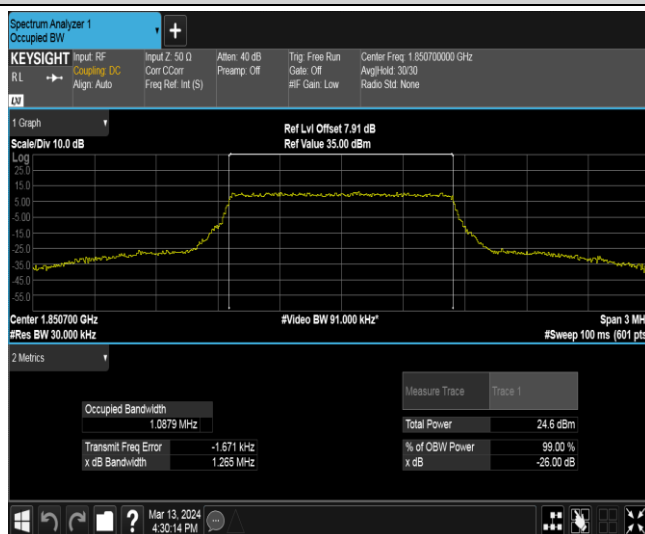 Spectrum Analyzer 1
Occupied BW
+
KEYSIGHT
RL
LXI
Input: RF
Coupling: DC
Align: Auto
Input Z: 50 Ω
Corr CCorr
Freq Ref: Int (S)
Atten: 40 dB
Preamp: Off
Trig: Free Run
Gate: Off
#IF Gain: Low
Center Freq: 1.850700000 GHz
Avg|Hold: 30/30
Radio Std: None
1 Graph
Scale/Div 10.0 dB
Ref Lvl Offset 7.91 dB
Ref Value 35.00 dBm
Log
25.0
15.0
5.00
-5.00
-15.0
-25.0
-35.0
-45.0
-55.0
Center 1.850700 GHz
#Video BW 91.000 kHz*
Span 3 MH
#Res BW 30.000 kHz
#Sweep 100 ms (601 pts
2 Metrics
Measure Trace Trace 1
Occupied Bandwidth
1.0879 MHz
Total Power 24.6 dBm
Transmit Freq Error -1.671 kHz
% of OBW Power 99.00 %
x dB Bandwidth 1.265 MHz
x dB -26.00 dB
?
Mar 13, 2024
4:30:14 PM